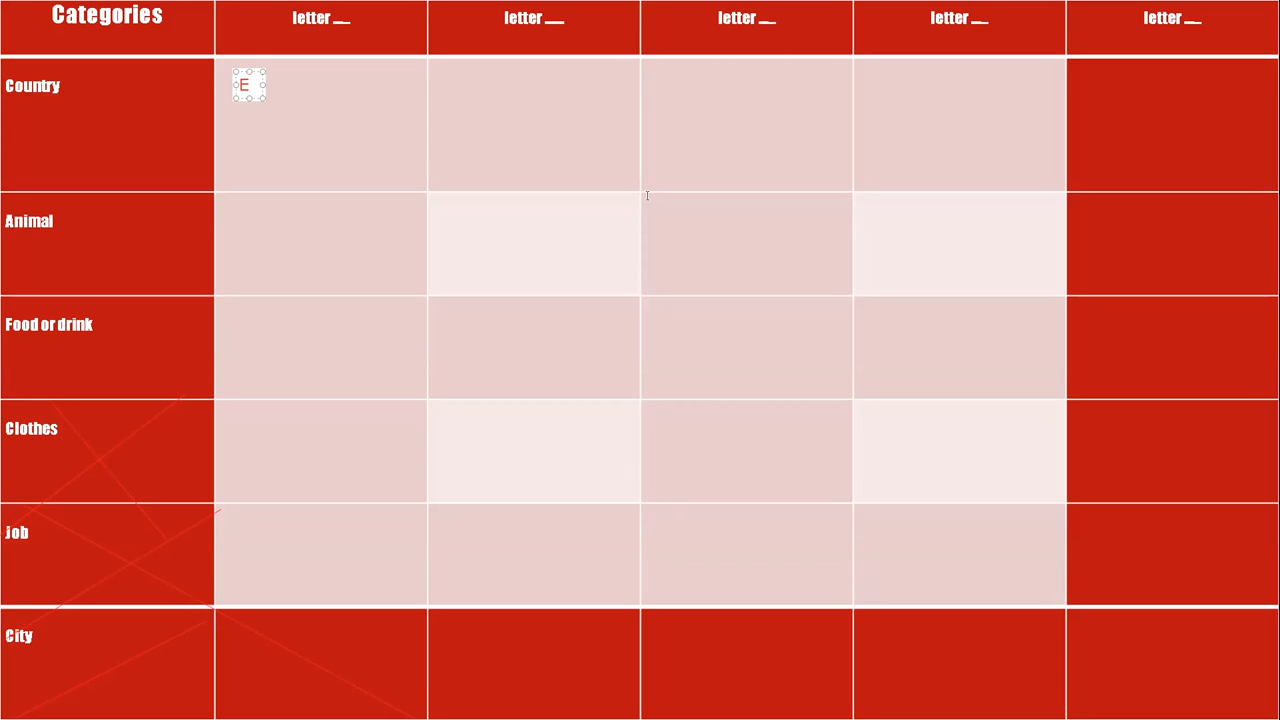 Categories letter __ letter __ letter __ letter __ letter __
Country E
Animal
Food or drink
Clothes
Job
City